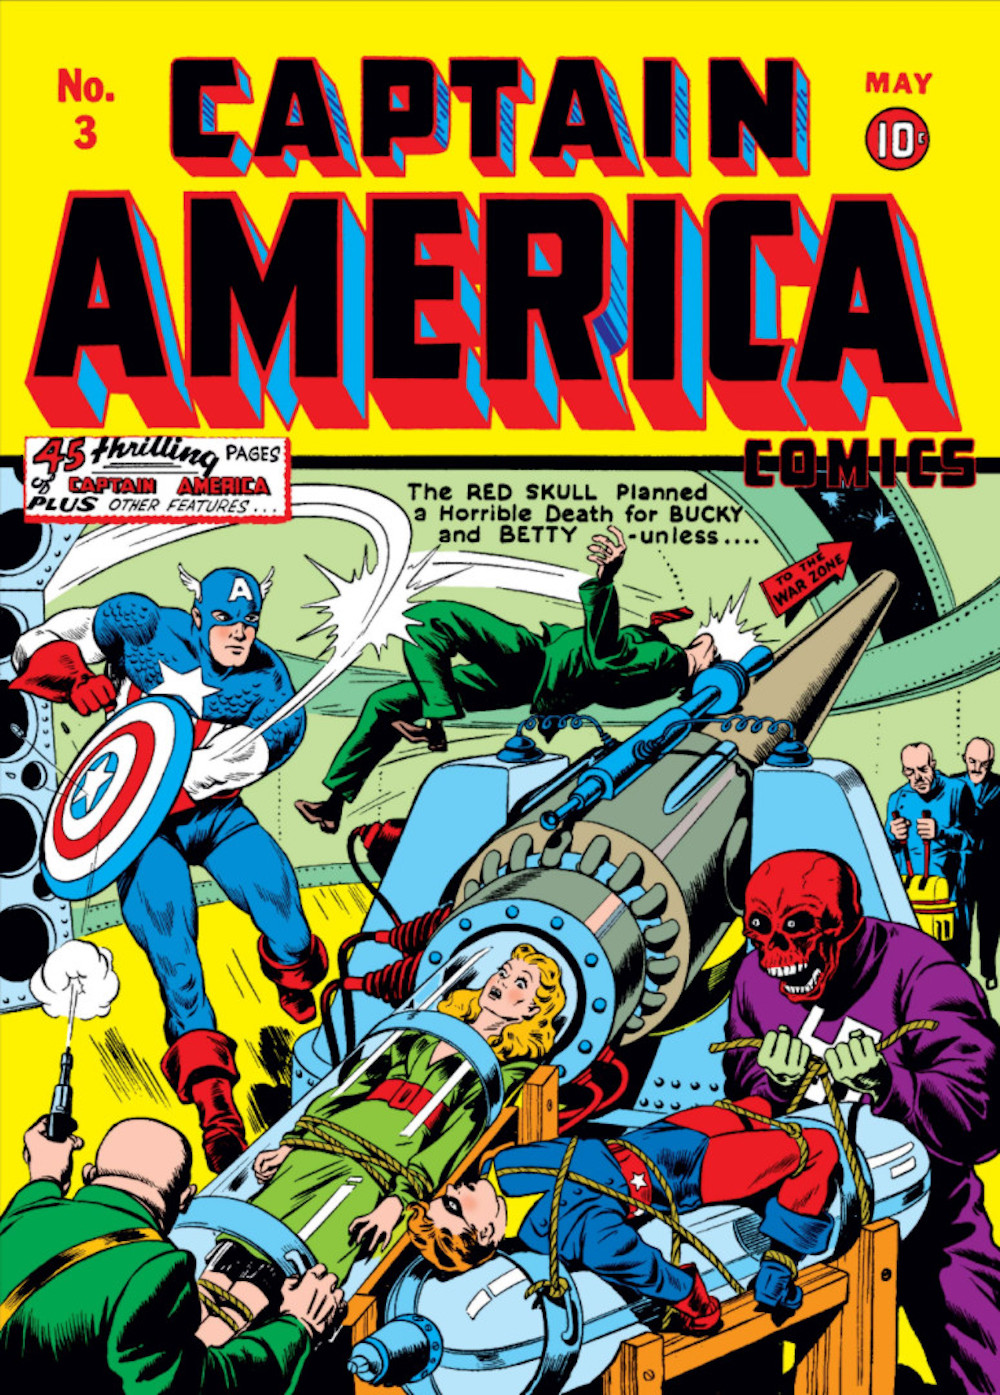 No.
3
CAPTAIN
MAY
10¢
AMERICA
COMICS
45 thrilling PAGES
of CAPTAIN AMERICA
PLUS OTHER FEATURES...
The RED SKULL Planned
a Horrible Death for BUCKY
and BETTY -unless....
TO THE
WAR ZONE
A